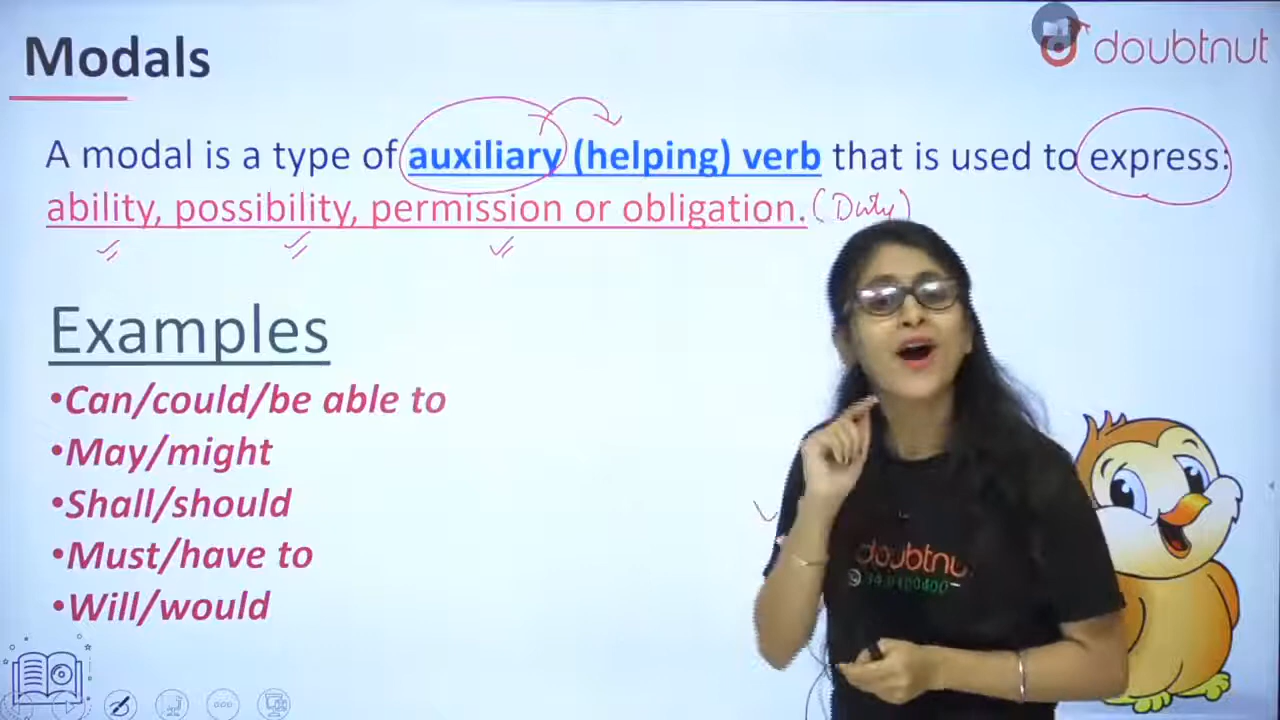 Modals
doubtnut
A modal is a type of auxiliary (helping) verb that is used to express:
ability, possibility, permission or obligation. (Duty)
Examples
•Can/could/be able to
•May/might
•Shall/should
•Must/have to
•Will/would
doubtnu